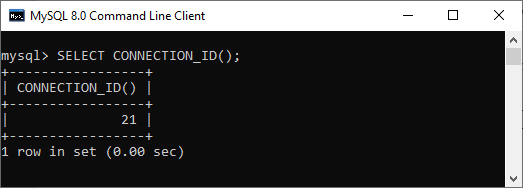 MySQL 8.0 Command Line Client
mysql> SELECT CONNECTION_ID();
+-----------------+
| CONNECTION_ID() |
+-----------------+
|              21 |
+-----------------+
1 row in set (0.00 sec)